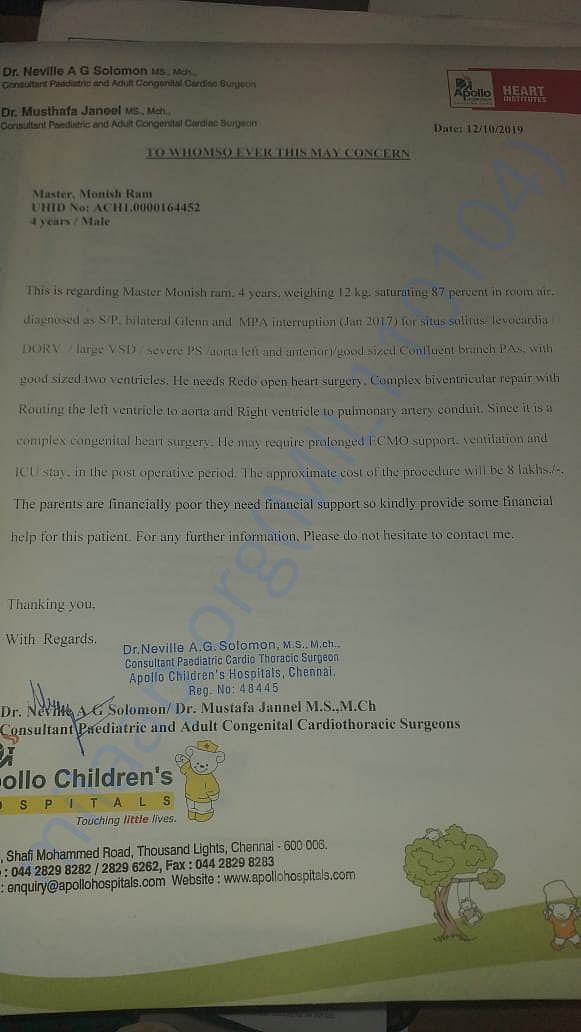 Dr. Neville A G Solomon MS., Mch.,
Consultant Paediatric and Adult Congenital Cardiac Surgeon
Apollo HEART
INSTITUTES
Dr. Musthafa Janeel MS., Mch.,
Consultant Paediatric and Adult Congenital Cardiac Surgeon
Date: 12/10/2019
TO WHOMSO EVER THIS MAY CONCERN
Master. Monish Ram
UHID No: ACH1.0000164452
4 years / Male
This is regarding Master Monish ram, 4 years, weighing 12 kg, saturating 87 percent in room air,
diagnosed as S/P. bilateral Glenn and MPA interruption (Jan 2017) for situs solitus/ levocardia /
DORV / large VSD / severe PS /aorta left and anterior)/good sized Confluent branch PAs, with
good sized two ventricles. He needs Redo open heart surgery. Complex biventricular repair with
Routing the left ventricle to aorta and Right ventricle to pulmonary artery conduit. Since it is a
complex congenital heart surgery. He may require prolonged ECMO support, ventilation and
ICU stay, in the post operative period. The approximate cost of the procedure will be 8 lakhs./-.
The parents are financially poor they need financial support so kindly provide some financial
help for this patient. For any further information, Please do not hesitate to contact me.
Thanking you,
With Regards,
Dr.Neville A.G. Solomon, M.S., M.ch.,
Consultant Paediatric Cardio Thoracic Surgeon
Apollo Children's Hospitals, Chennai.
Reg. No: 48445
Dr. Neville A G Solomon/ Dr. Mustafa Jannel M.S.,M.Ch
Consultant Paediatric and Adult Congenital Cardiothoracic Surgeons
ollo Children's
O S P I T A L S
Touching little lives.
, Shafi Mohammed Road, Thousand Lights, Chennai - 600 006.
: 044 2829 8282 / 2829 6262, Fax : 044 2829 8283
: enquiry@apollohospitals.com Website : www.apollohospitals.com
milaap.org(MIL110104)